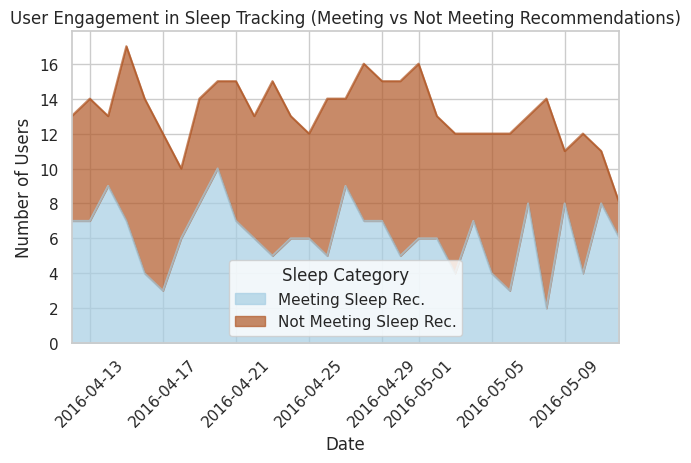 User Engagement in Sleep Tracking (Meeting vs Not Meeting Recommendations)
Number of Users
16
14
12
10
8
6
4
2
0
Sleep Category
Meeting Sleep Rec.
Not Meeting Sleep Rec.
2016-04-13
2016-04-17
2016-04-21
2016-04-25
2016-04-29
2016-05-01
2016-05-05
2016-05-09
Date